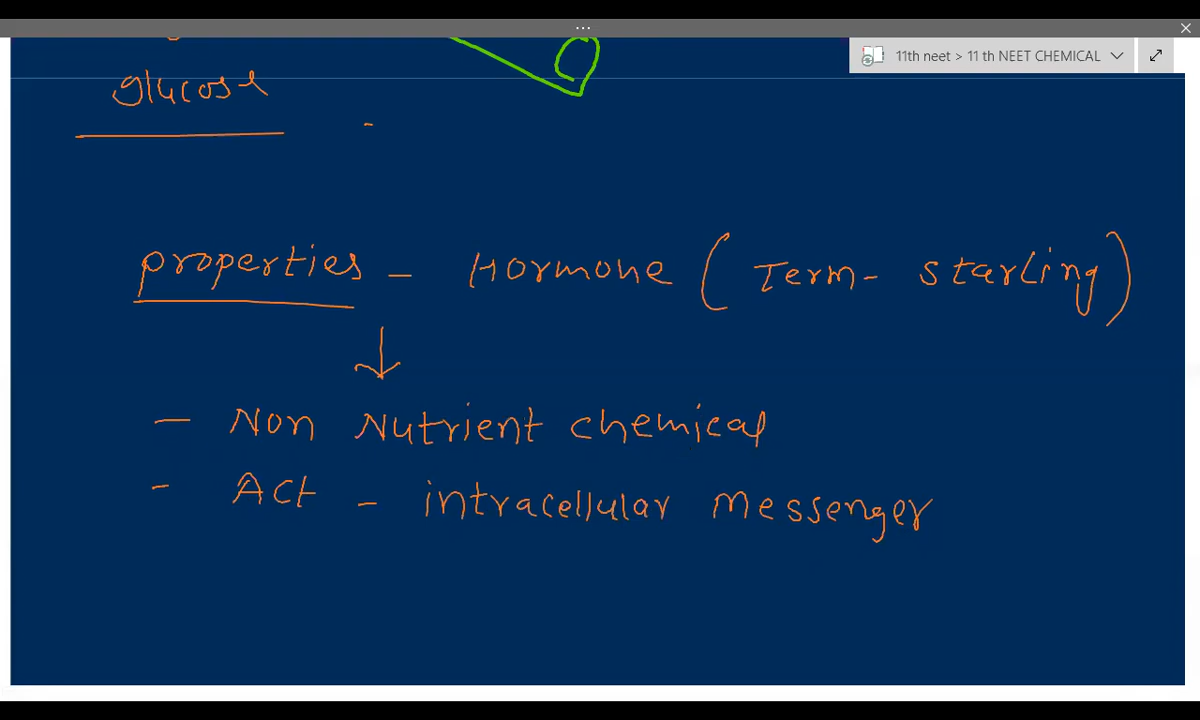 11th neet > 11 th NEET CHEMICAL
glucose
properties - Hormone ( Term - Starling )
- Non Nutrient chemical
- Act - intracellular messenger